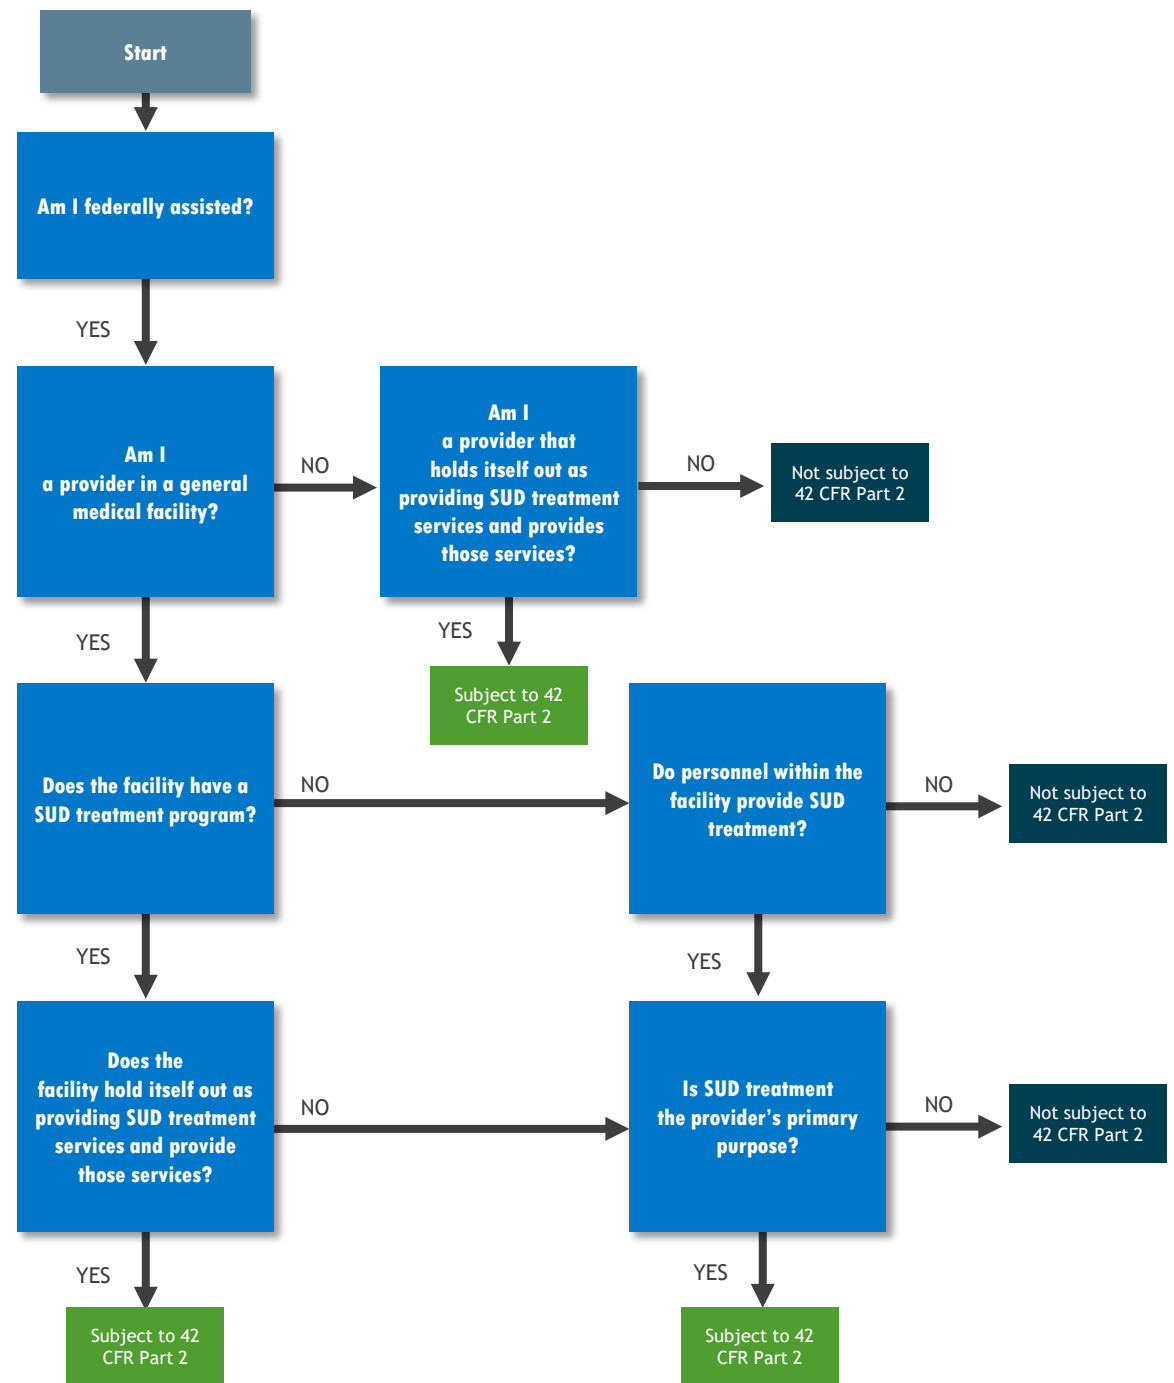 Start
Am I federally assisted?
YES
Am I
a provider in a general
medical facility?
NO
Am I
a provider that
holds itself out as
providing SUD treatment
services and provides
those services?
NO
Not subject to
42 CFR Part 2
YES
YES
Subject to 42
CFR Part 2
Does the facility have a
SUD treatment program?
NO
Do personnel within the
facility provide SUD
treatment?
NO
Not subject to
42 CFR Part 2
YES
YES
Does the
facility hold itself out as
providing SUD treatment
services and provide
those services?
NO
Is SUD treatment
the provider’s primary
purpose?
NO
Not subject to
42 CFR Part 2
YES
YES
Subject to 42
CFR Part 2
Subject to 42
CFR Part 2